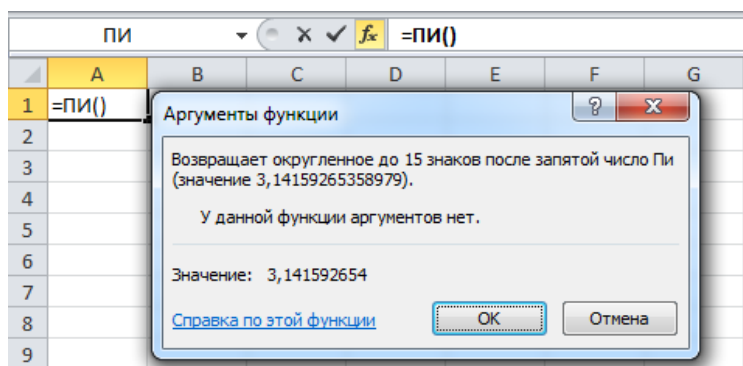 ПИ fx =ПИ()
A B C D E F G
1 =ПИ()
Аргументы функции
2
Возвращает округленное до 15 знаков после запятой число Пи
3
(значение 3,14159265358979).
4
У данной функции аргументов нет.
5
6
Значение: 3,141592654
7
8 Справка по этой функции OK Отмена
9